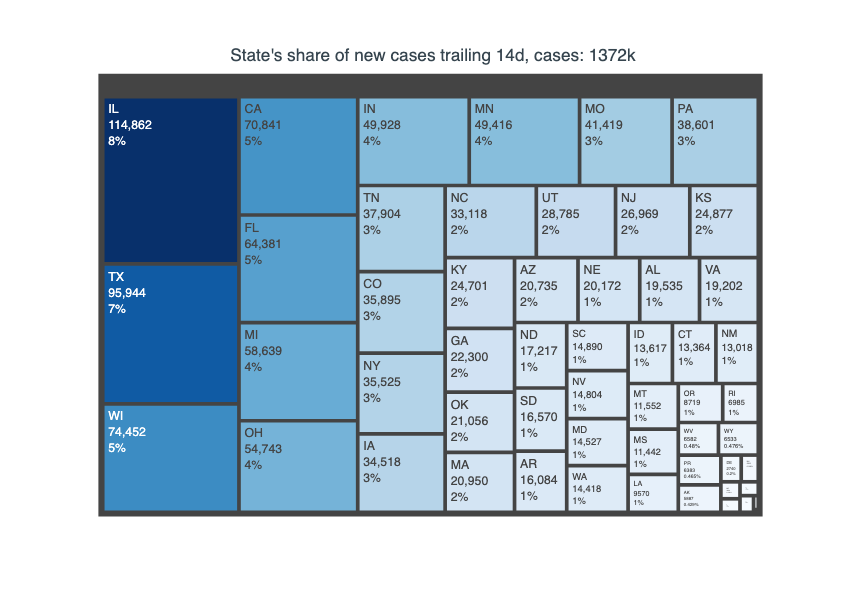 State's share of new cases trailing 14d, cases: 1372k
IL
114,862
8%
TX
95,944
7%
WI
74,452
5%
CA
70,841
5%
FL
64,381
5%
MI
58,639
4%
OH
54,743
4%
IN
49,928
4%
MN
49,416
4%
MO
41,419
3%
PA
38,601
3%
TN
37,904
3%
CO
35,895
3%
NY
35,525
3%
IA
34,518
3%
NC
33,118
2%
UT
28,785
2%
NJ
26,969
2%
KS
24,877
2%
KY
24,701
2%
GA
22,300
2%
OK
21,056
2%
MA
20,950
2%
AZ
20,735
2%
NE
20,172
1%
AL
19,535
1%
VA
19,202
1%
ND
17,217
1%
SD
16,570
1%
AR
16,084
1%
SC
14,890
1%
NV
14,804
1%
MD
14,527
1%
WA
14,418
1%
ID
13,617
1%
CT
13,364
1%
NM
13,018
1%
MT
11,552
1%
MS
11,442
1%
LA
9570
1%
OR
8719
1%
RI
6985
1%
WV
6582
0.48%
WY
6533
0.476%
PR
6383
0.465%
AK